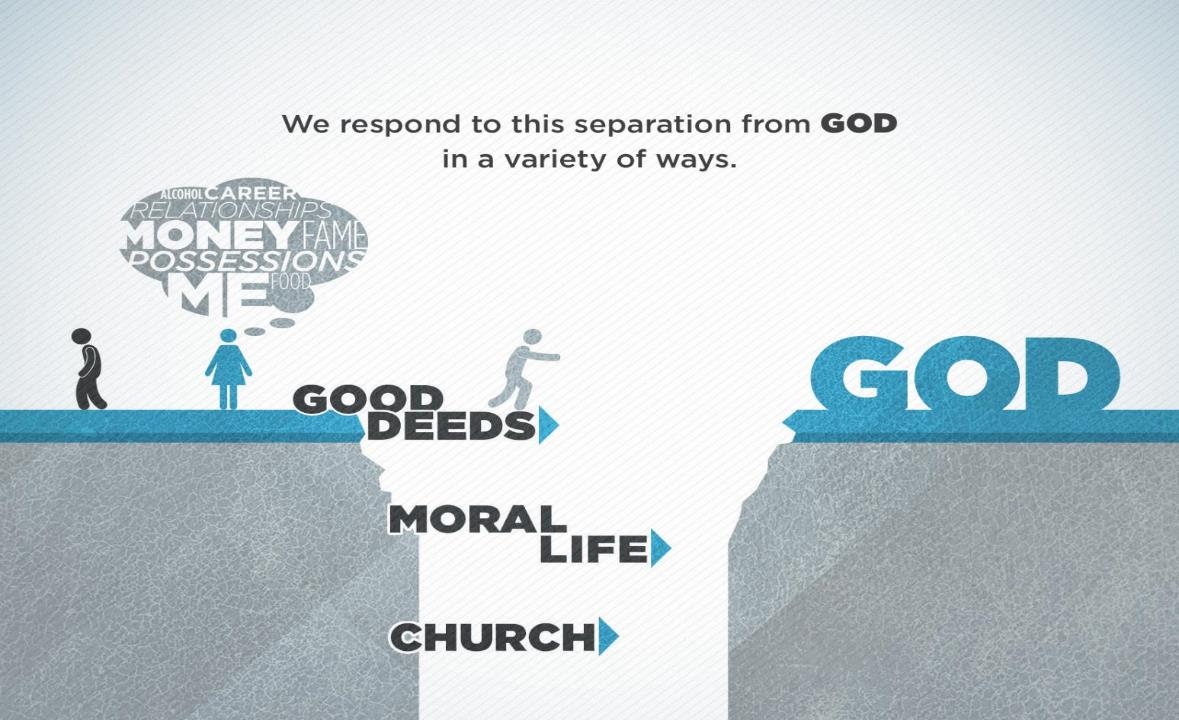 We respond to this separation from GOD
in a variety of ways.
ALCOHOL CAREER
RELATIONSHIPS
MONEY FAME
POSSESSIONS
ME FOOD
GOD
GOOD
DEEDS
MORAL
LIFE
CHURCH